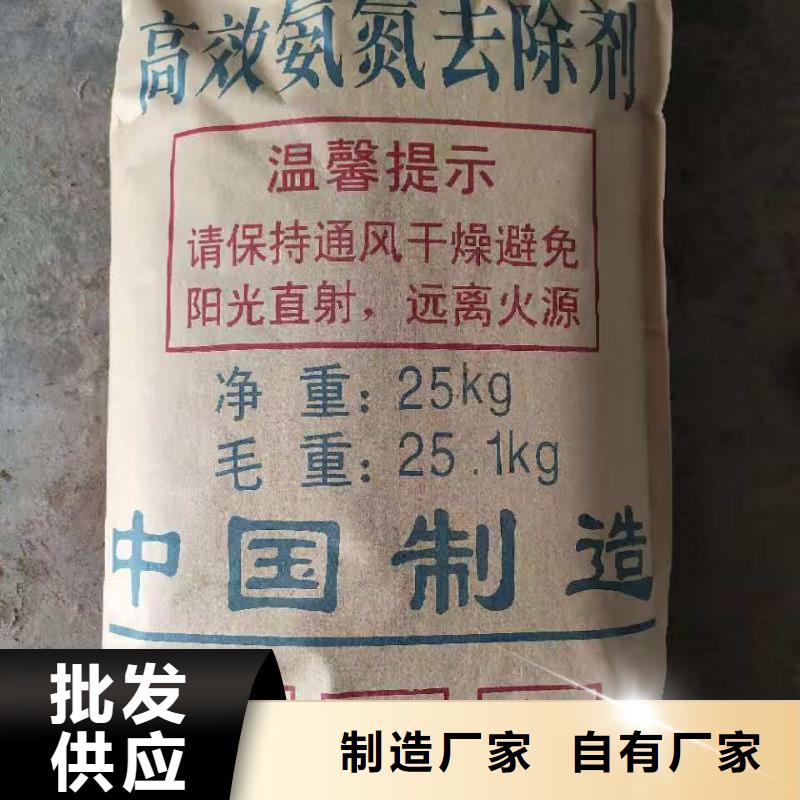 高效氨氮去除剂
温馨提示
请保持通风干燥避免
阳光直射，远离火源
净 重：25kg
毛 重：25.1kg
中国制造
批发
供应
制造厂家 自有厂家